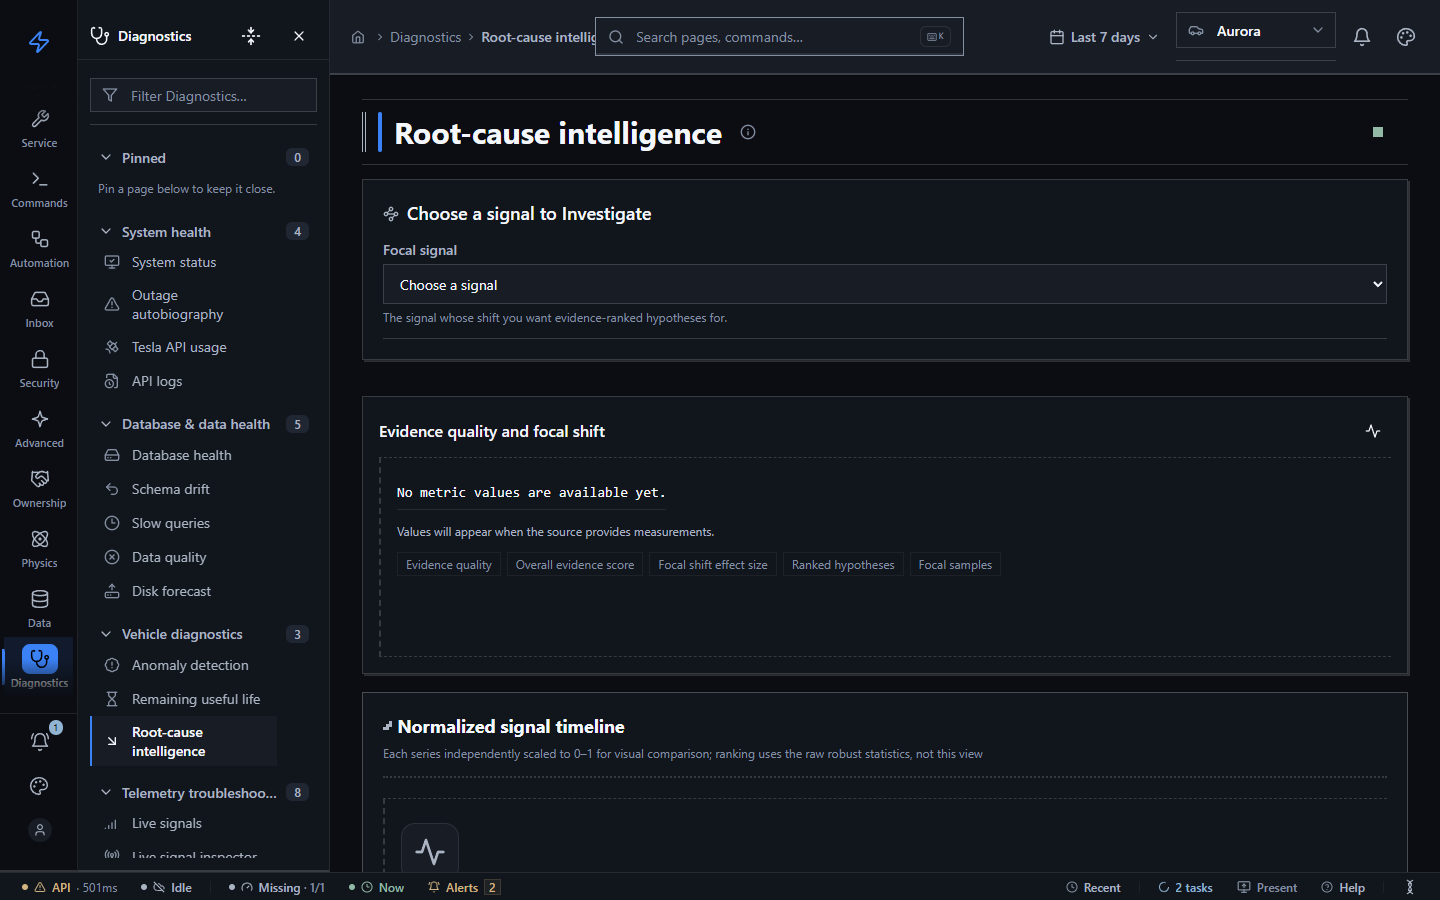 Diagnostics
Diagnostics
Root-cause intellig
Search pages, commands...
K
Last 7 days
Aurora
Service
Commands
Automation
Inbox
Security
Advanced
Ownership
Physics
Data
Diagnostics
1
Filter Diagnostics...
Pinned
0
Pin a page below to keep it close.
System health
4
System status
Outage
autobiography
Tesla API usage
API logs
Database & data health
5
Database health
Schema drift
Slow queries
Data quality
Disk forecast
Vehicle diagnostics
3
Anomaly detection
Remaining useful life
Root-cause
intelligence
Telemetry troubleshoo...
8
Live signals
Live signal inspector
Root-cause intelligence
Choose a signal to Investigate
Focal signal
Choose a signal
The signal whose shift you want evidence-ranked hypotheses for.
Evidence quality and focal shift
No metric values are available yet.
Values will appear when the source provides measurements.
Evidence quality
Overall evidence score
Focal shift effect size
Ranked hypotheses
Focal samples
Normalized signal timeline
Each series independently scaled to 0–1 for visual comparison; ranking uses the raw robust statistics, not this view
API · 501ms
Idle
Missing · 1/1
Now
Alerts 2
Recent
2 tasks
Present
Help